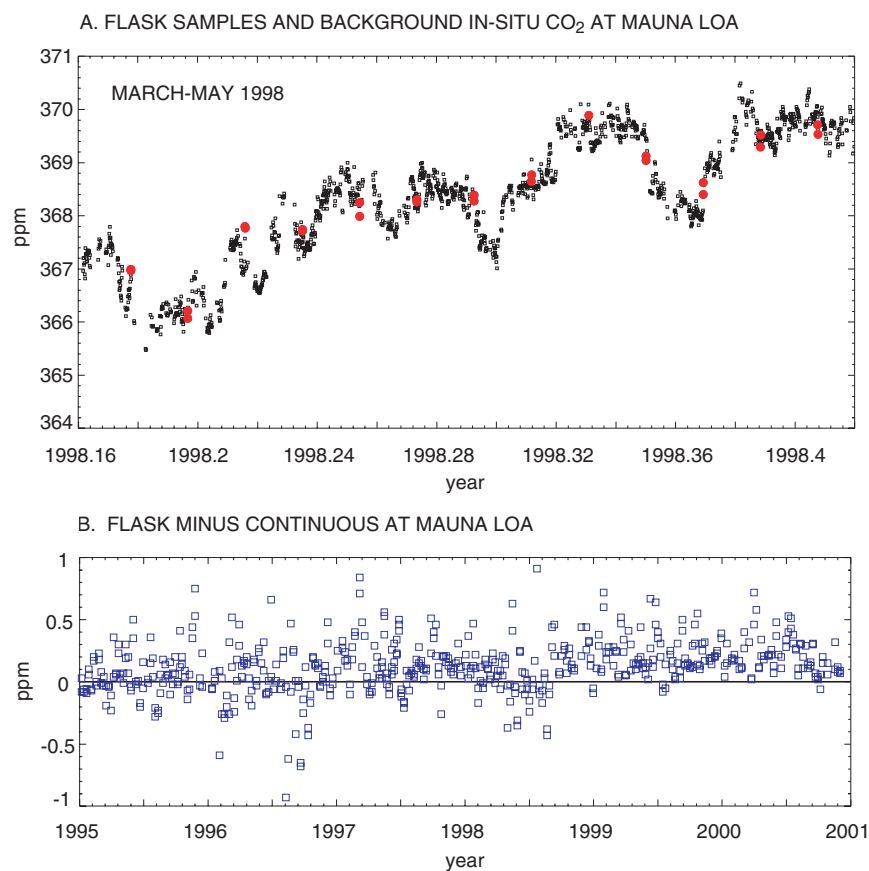 A. FLASK SAMPLES AND BACKGROUND IN-SITU CO2 AT MAUNA LOA
371
370
369
368
367
366
365
364
ppm
MARCH-MAY 1998
1998.16 1998.2 1998.24 1998.28 1998.32 1998.36 1998.4
year
B. FLASK MINUS CONTINUOUS AT MAUNA LOA
1
0.5
0
-0.5
-1
ppm
1995 1996 1997 1998 1999 2000 2001
year